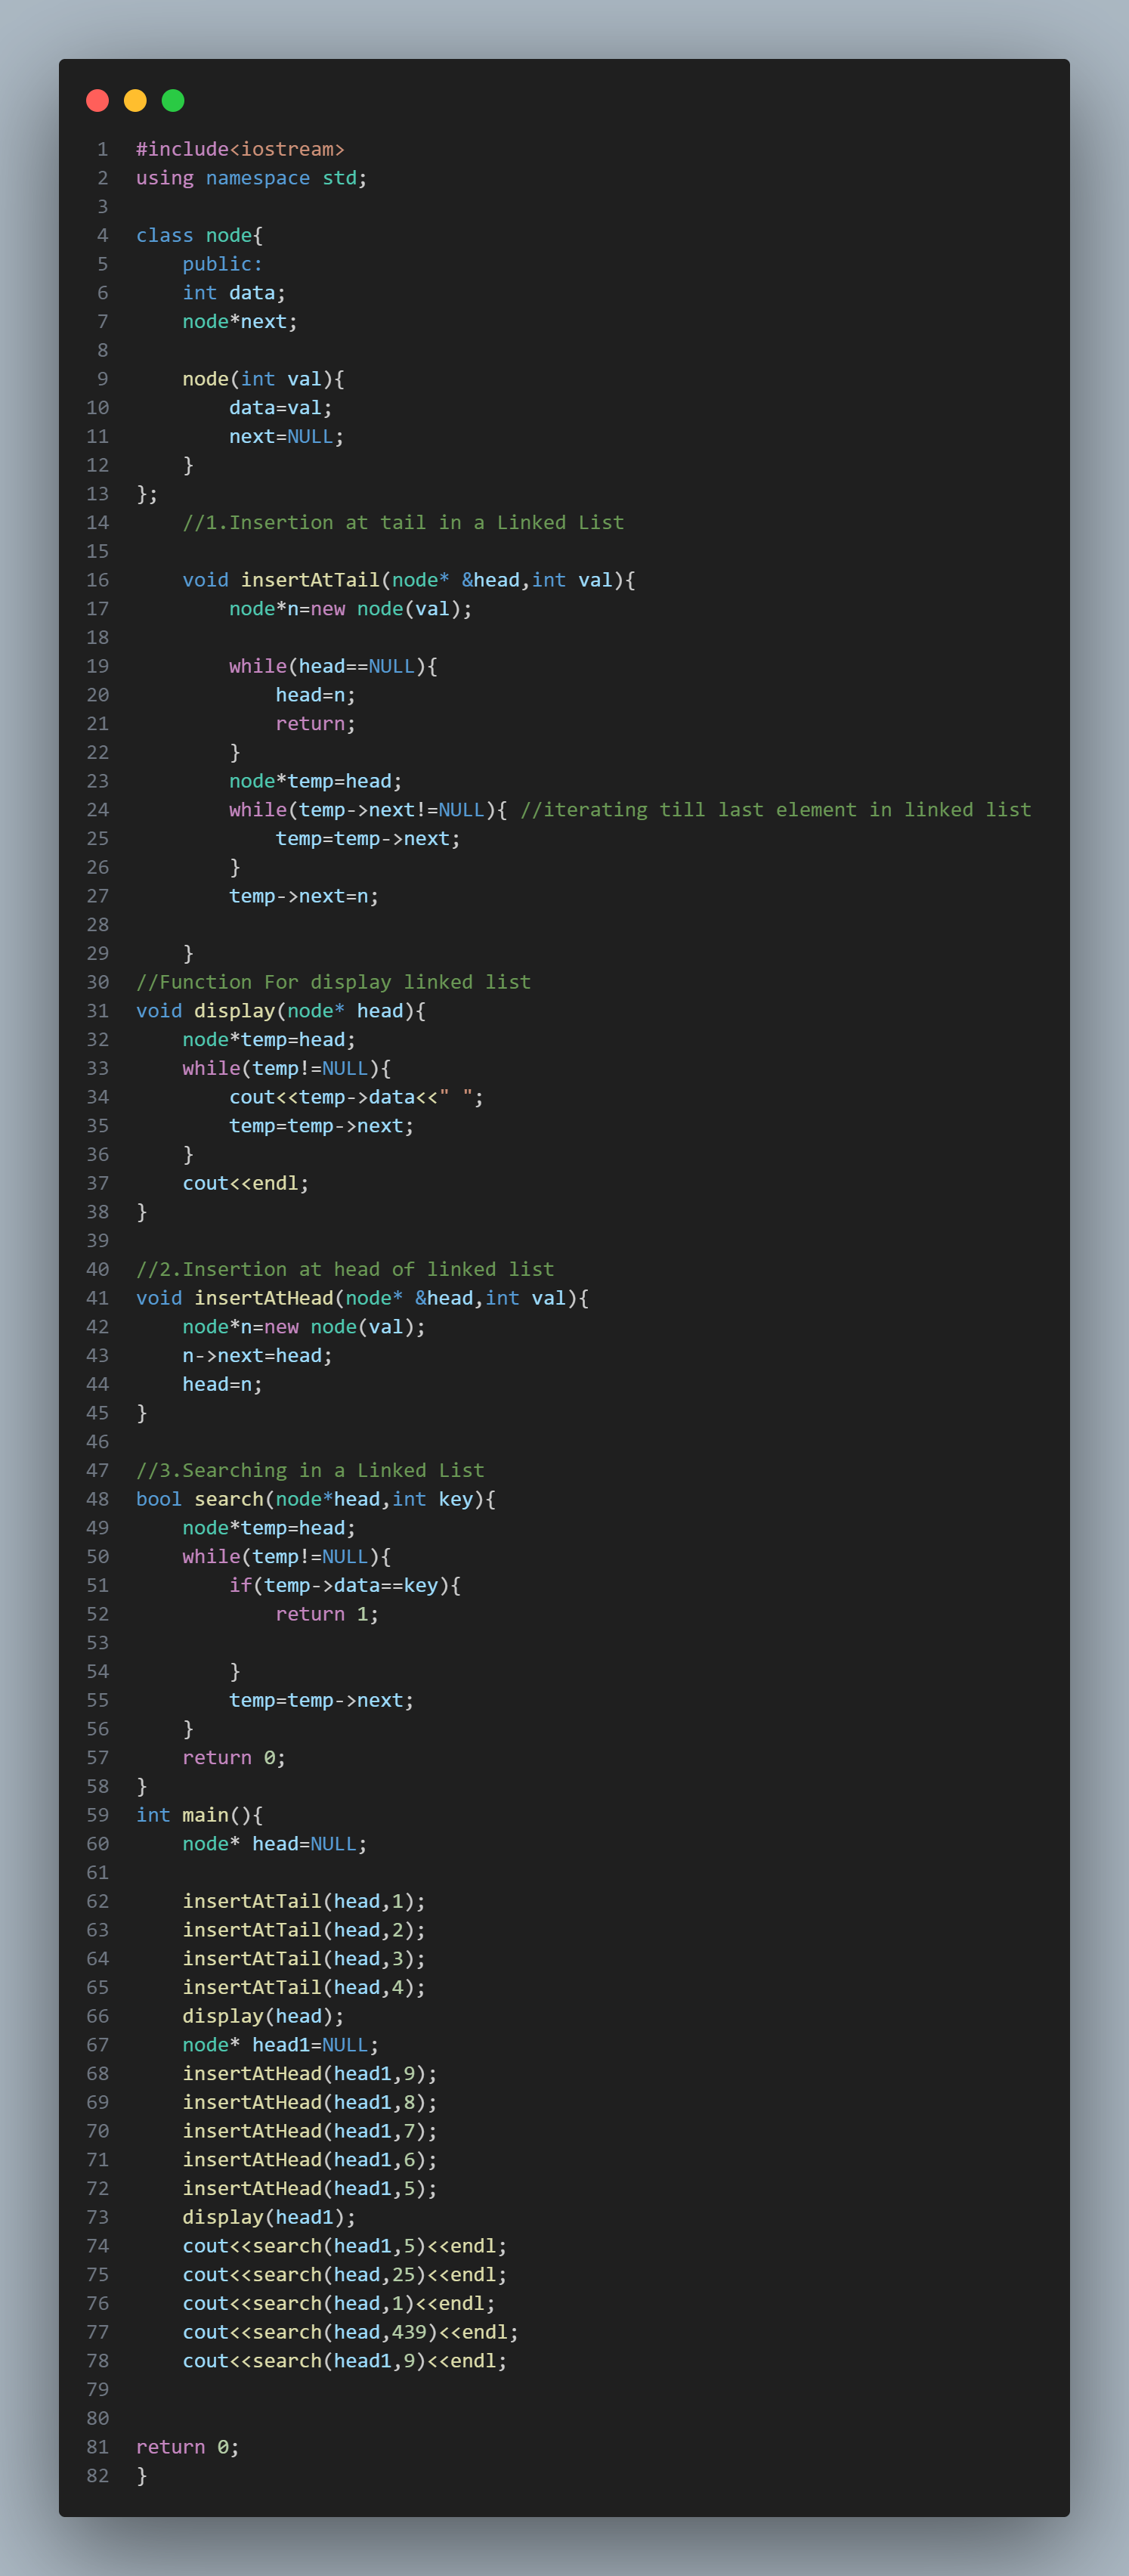 1 #include<iostream>
2 using namespace std;
3
4 class node{
5     public:
6     int data;
7     node*next;
8
9     node(int val){
10         data=val;
11         next=NULL;
12     }
13 };
14     //1.Insertion at tail in a Linked List
15
16     void insertAtTail(node* &head,int val){
17         node*n=new node(val);
18
19         while(head==NULL){
20             head=n;
21             return;
22         }
23         node*temp=head;
24         while(temp->next!=NULL){ //iterating till last element in linked list
25             temp=temp->next;
26         }
27         temp->next=n;
28
29     }
30 //Function For display linked list
31 void display(node* head){
32     node*temp=head;
33     while(temp!=NULL){
34         cout<<temp->data<<" ";
35         temp=temp->next;
36     }
37     cout<<endl;
38 }
39
40 //2.Insertion at head of linked list
41 void insertAtHead(node* &head,int val){
42     node*n=new node(val);
43     n->next=head;
44     head=n;
45 }
46
47 //3.Searching in a Linked List
48 bool search(node*head,int key){
49     node*temp=head;
50     while(temp!=NULL){
51         if(temp->data==key){
52             return 1;
53
54         }
55         temp=temp->next;
56     }
57     return 0;
58 }
59 int main(){
60     node* head=NULL;
61
62     insertAtTail(head,1);
63     insertAtTail(head,2);
64     insertAtTail(head,3);
65     insertAtTail(head,4);
66     display(head);
67     node* head1=NULL;
68     insertAtHead(head1,9);
69     insertAtHead(head1,8);
70     insertAtHead(head1,7);
71     insertAtHead(head1,6);
72     insertAtHead(head1,5);
73     display(head1);
74     cout<<search(head1,5)<<endl;
75     cout<<search(head,25)<<endl;
76     cout<<search(head,1)<<endl;
77     cout<<search(head,439)<<endl;
78     cout<<search(head1,9)<<endl;
79
80
81 return 0;
82 }